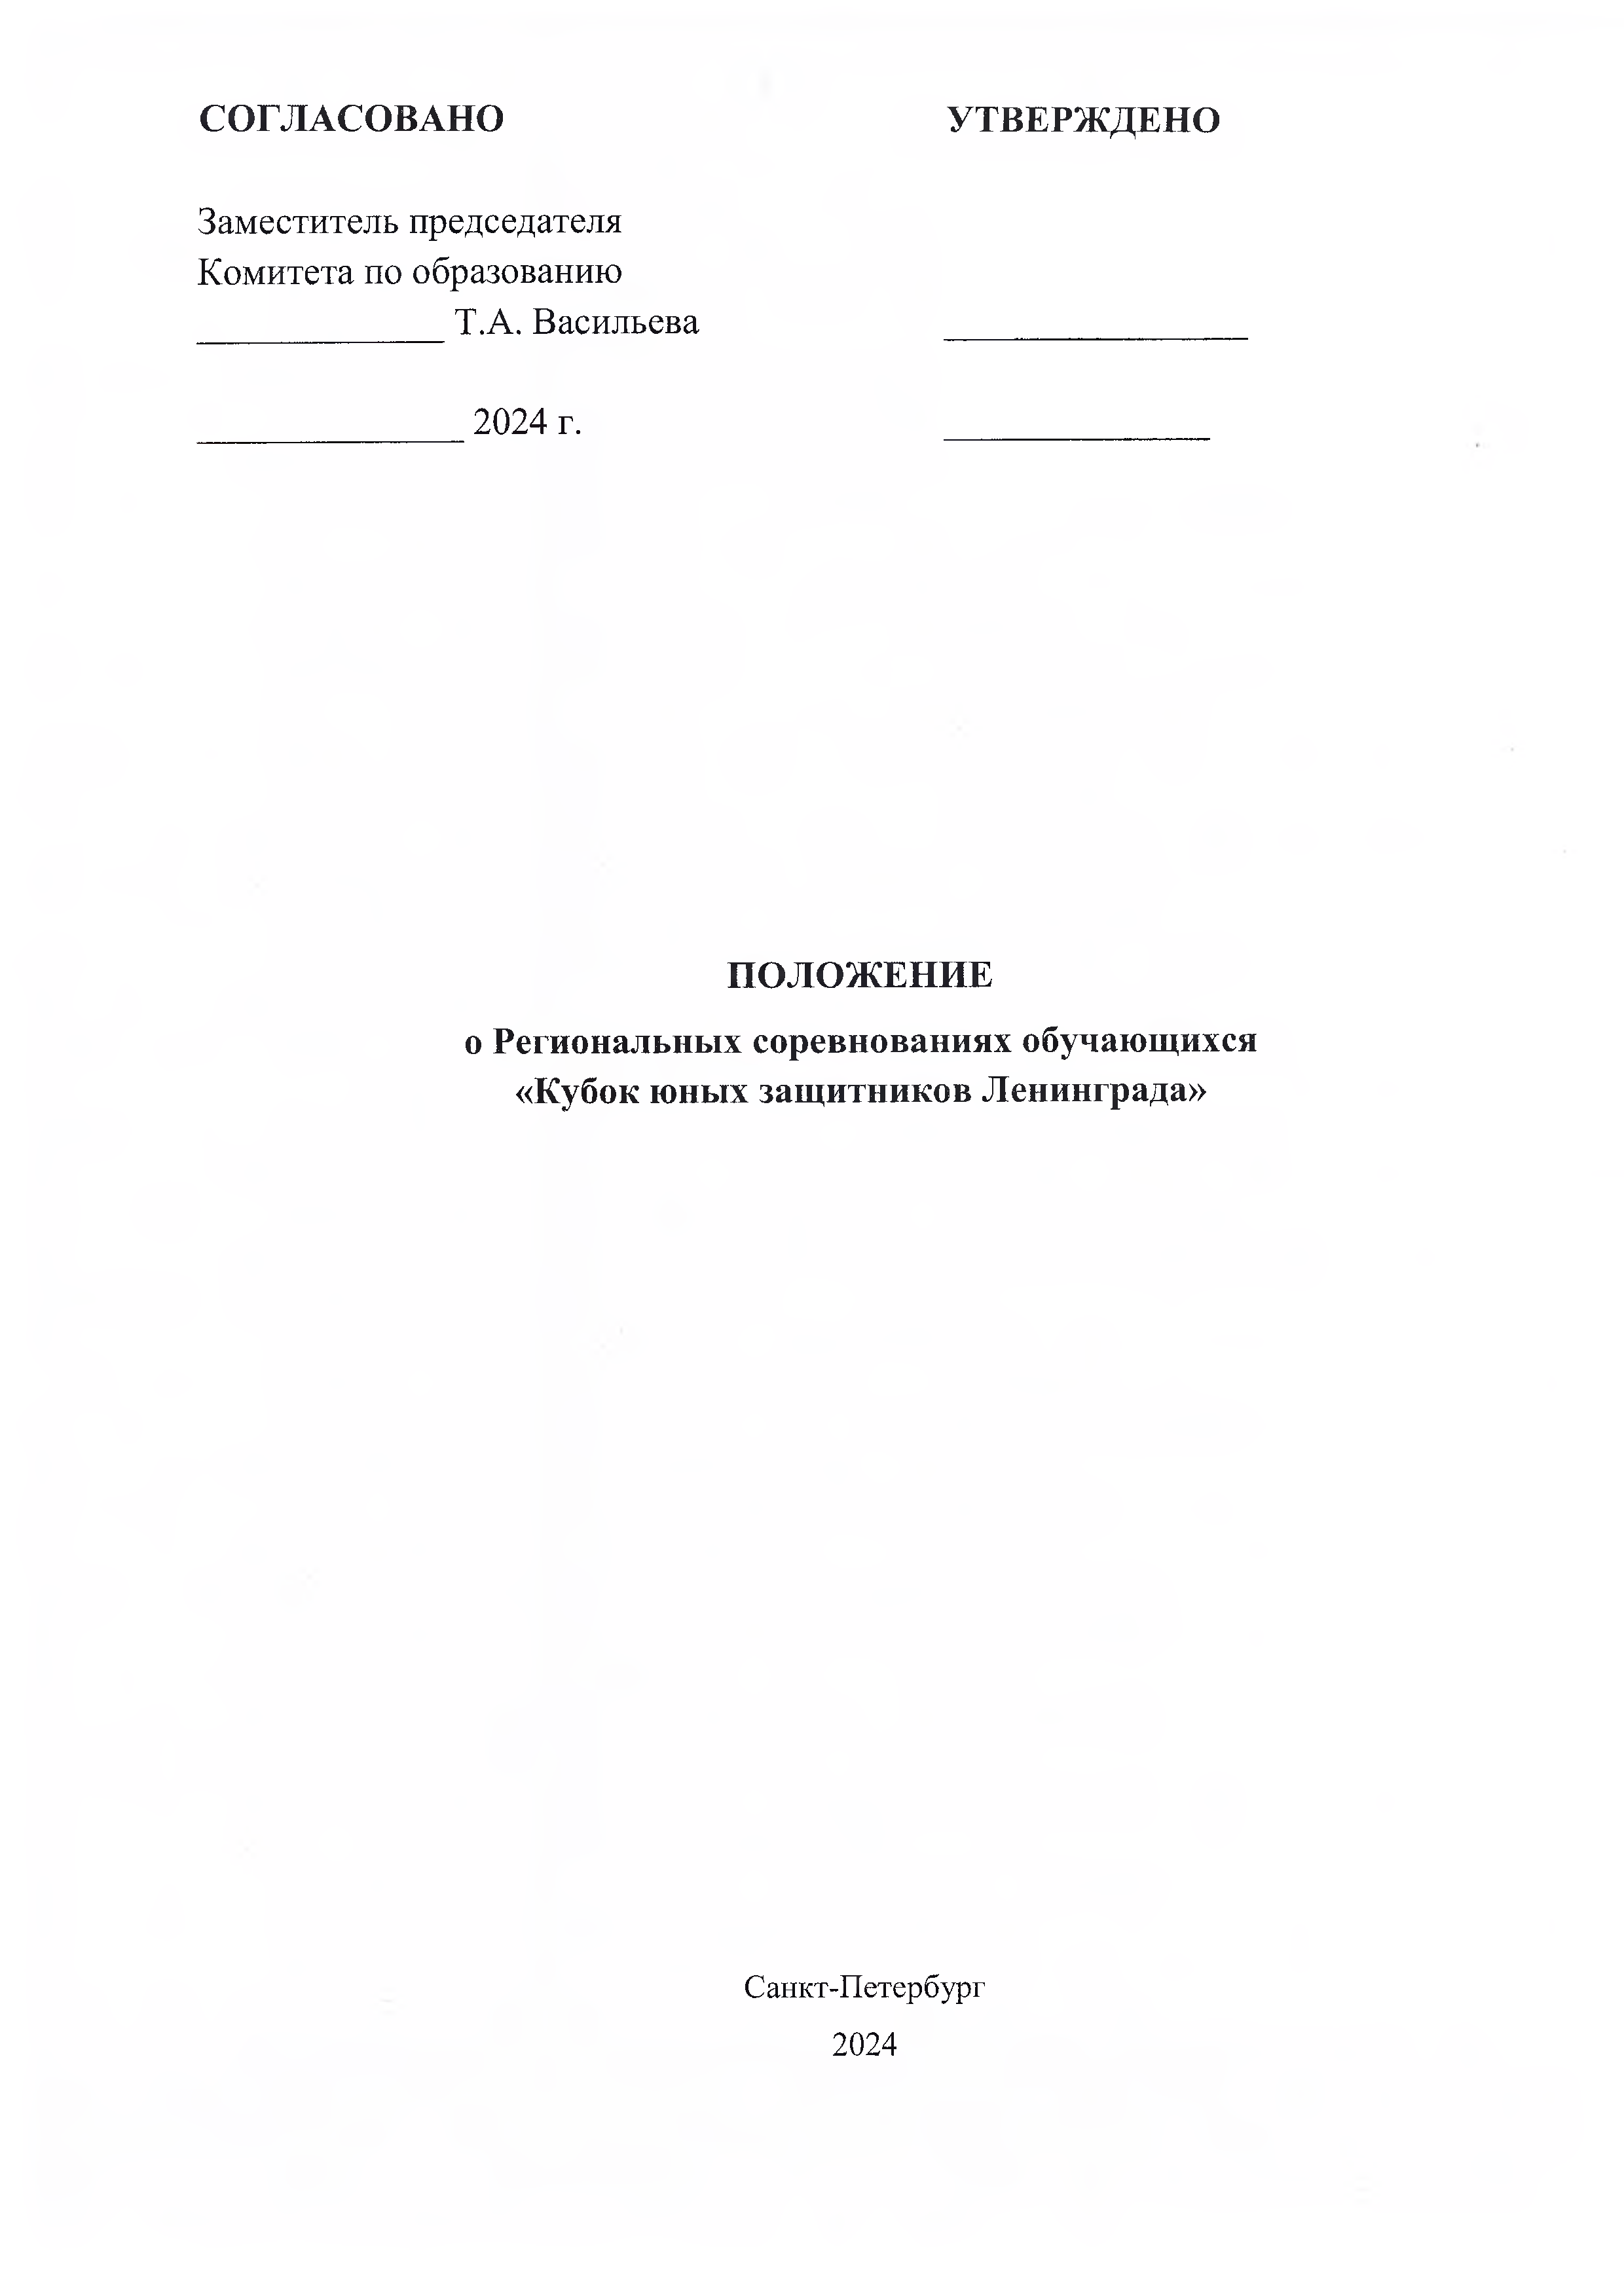 СОГЛАСОВАНО
УТВЕРЖДЕНО
Заместитель председателя
Комитета по образованию
_____________ Т.А. Васильева
________________
______________ 2024 г.
______________
ПОЛОЖЕНИЕ
о Региональных соревнованиях обучающихся
«Кубок юных защитников Ленинграда»
Санкт-Петербург
2024